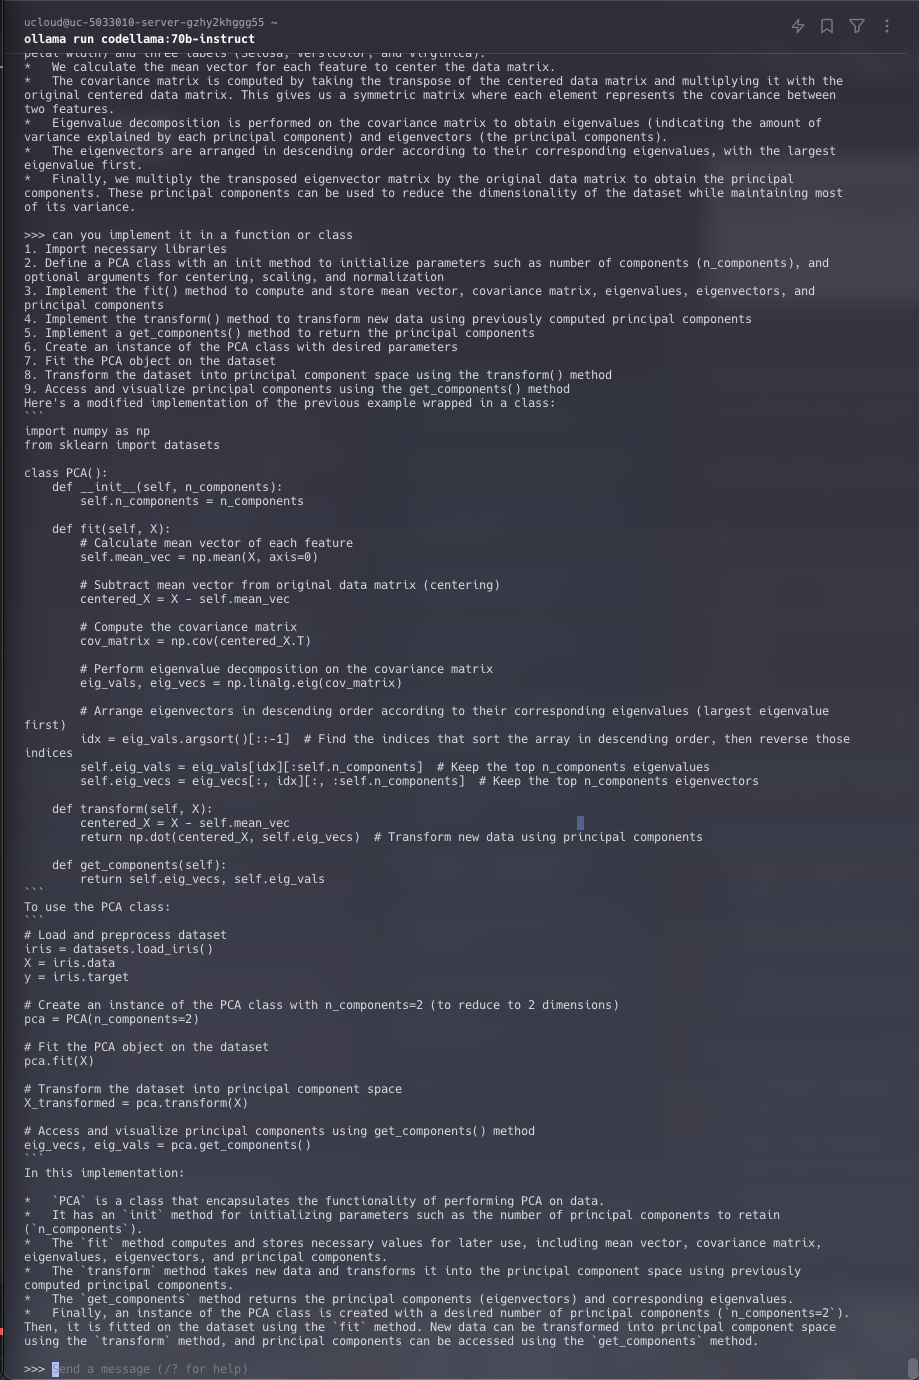 ucloud@uc-5033010-server-gzhy2khggg55 ~
ollama run codellama:70b-instruct
petal width) and three labels (Setosa, Versicolor, and Virginica).
*   We calculate the mean vector for each feature to center the data matrix.
*   The covariance matrix is computed by taking the transpose of the centered data matrix and multiplying it with the
original centered data matrix. This gives us a symmetric matrix where each element represents the covariance between
two features.
*   Eigenvalue decomposition is performed on the covariance matrix to obtain eigenvalues (indicating the amount of
variance explained by each principal component) and eigenvectors (the principal components).
*   The eigenvectors are arranged in descending order according to their corresponding eigenvalues, with the largest
eigenvalue first.
*   Finally, we multiply the transposed eigenvector matrix by the original data matrix to obtain the principal
components. These principal components can be used to reduce the dimensionality of the dataset while maintaining most
of its variance.

>>> can you implement it in a function or class
1. Import necessary libraries
2. Define a PCA class with an init method to initialize parameters such as number of components (n_components), and
optional arguments for centering, scaling, and normalization
3. Implement the fit() method to compute and store mean vector, covariance matrix, eigenvalues, eigenvectors, and
principal components
4. Implement the transform() method to transform new data using previously computed principal components
5. Implement a get_components() method to return the principal components
6. Create an instance of the PCA class with desired parameters
7. Fit the PCA object on the dataset
8. Transform the dataset into principal component space using the transform() method
9. Access and visualize principal components using the get_components() method
Here's a modified implementation of the previous example wrapped in a class:
```
import numpy as np
from sklearn import datasets

class PCA():
    def __init__(self, n_components):
        self.n_components = n_components

    def fit(self, X):
        # Calculate mean vector of each feature
        self.mean_vec = np.mean(X, axis=0)

        # Subtract mean vector from original data matrix (centering)
        centered_X = X - self.mean_vec

        # Compute the covariance matrix
        cov_matrix = np.cov(centered_X.T)

        # Perform eigenvalue decomposition on the covariance matrix
        eig_vals, eig_vecs = np.linalg.eig(cov_matrix)

        # Arrange eigenvectors in descending order according to their corresponding eigenvalues (largest eigenvalue
first)
        idx = eig_vals.argsort()[::-1]  # Find the indices that sort the array in descending order, then reverse those
indices
        self.eig_vals = eig_vals[idx][:self.n_components]  # Keep the top n_components eigenvalues
        self.eig_vecs = eig_vecs[:, idx][:, :self.n_components]  # Keep the top n_components eigenvectors

    def transform(self, X):
        centered_X = X - self.mean_vec
        return np.dot(centered_X, self.eig_vecs)  # Transform new data using principal components

    def get_components(self):
        return self.eig_vecs, self.eig_vals
```
To use the PCA class:
```
# Load and preprocess dataset
iris = datasets.load_iris()
X = iris.data
y = iris.target

# Create an instance of the PCA class with n_components=2 (to reduce to 2 dimensions)
pca = PCA(n_components=2)

# Fit the PCA object on the dataset
pca.fit(X)

# Transform the dataset into principal component space
X_transformed = pca.transform(X)

# Access and visualize principal components using get_components() method
eig_vecs, eig_vals = pca.get_components()
```
In this implementation:

*   `PCA` is a class that encapsulates the functionality of performing PCA on data.
*   It has an `init` method for initializing parameters such as the number of principal components to retain
(`n_components`).
*   The `fit` method computes and stores necessary values for later use, including mean vector, covariance matrix,
eigenvalues, eigenvectors, and principal components.
*   The `transform` method takes new data and transforms it into the principal component space using previously
computed principal components.
*   The `get_components` method returns the principal components (eigenvectors) and corresponding eigenvalues.
*   Finally, an instance of the PCA class is created with a desired number of principal components (`n_components=2`).
Then, it is fitted on the dataset using the `fit` method. New data can be transformed into principal component space
using the `transform` method, and principal components can be accessed using the `get_components` method.

>>> Send a message (/? for help)